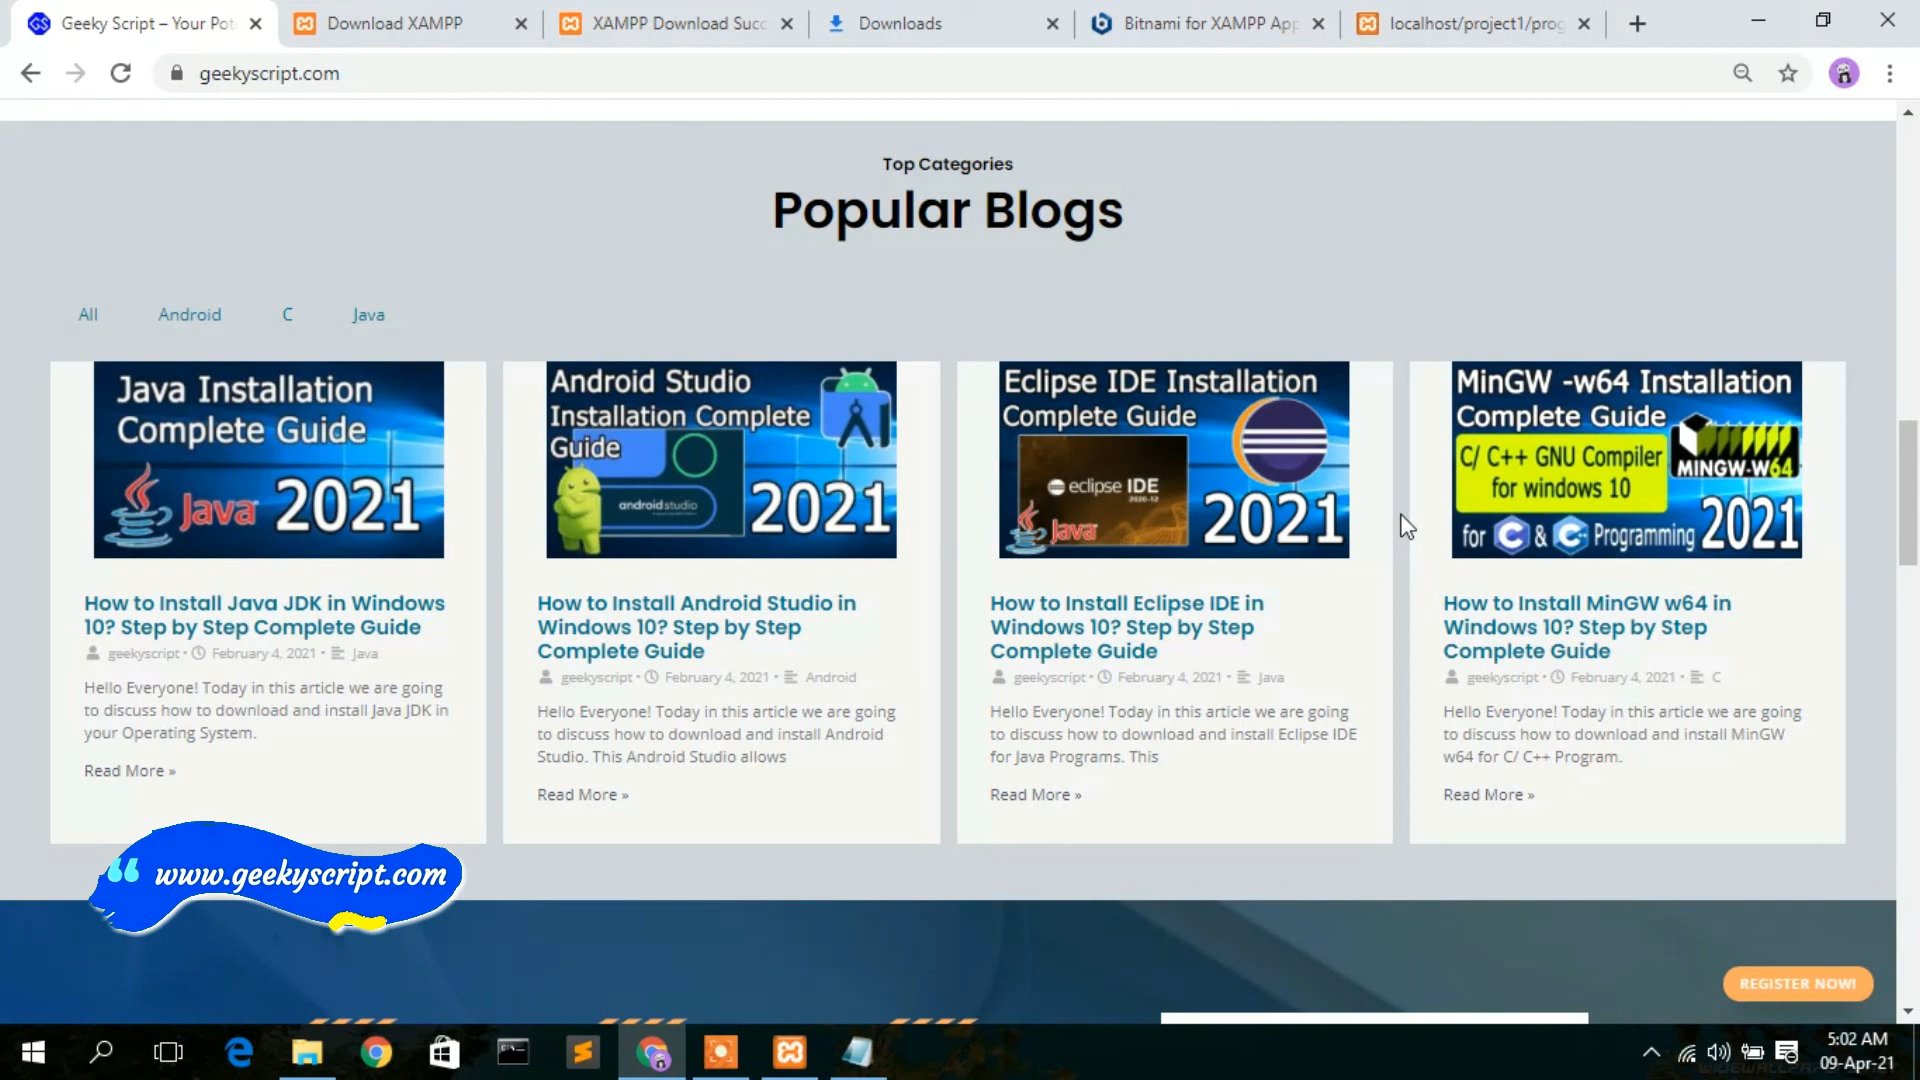 Geeky Script – Your Pot
Download XAMPP
XAMPP Download Succ
Downloads
Bitnami for XAMPP App
localhost/project1/prog
geekyscript.com
Top Categories
Popular Blogs
All
Android
C
Java
Java Installation
Complete Guide
Java 2021
Android Studio
Installation Complete
Guide
androidstudio
2021
Eclipse IDE Installation
Complete Guide
eclipse IDE
2020-12
Java
2021
MinGW -w64 Installation
Complete Guide
C/ C++ GNU Compiler
for windows 10
MINGW-W64
for C & C++ Programming 2021
How to Install Java JDK in Windows
10? Step by Step Complete Guide
geekyscript • February 4, 2021 • Java
Hello Everyone! Today in this article we are going
to discuss how to download and install Java JDK in
your Operating System.
Read More »
How to Install Android Studio in
Windows 10? Step by Step
Complete Guide
geekyscript • February 4, 2021 • Android
Hello Everyone! Today in this article we are going
to discuss how to download and install Android
Studio. This Android Studio allows
Read More »
How to Install Eclipse IDE in
Windows 10? Step by Step
Complete Guide
geekyscript • February 4, 2021 • Java
Hello Everyone! Today in this article we are going
to discuss how to download and install Eclipse IDE
for Java Programs. This
Read More »
How to Install MinGW w64 in
Windows 10? Step by Step
Complete Guide
geekyscript • February 4, 2021 • C
Hello Everyone! Today in this article we are going
to discuss how to download and install MinGW
w64 for C/ C++ Program.
Read More »
www.geekyscript.com
REGISTER NOW!
5:02 AM
09-Apr-21